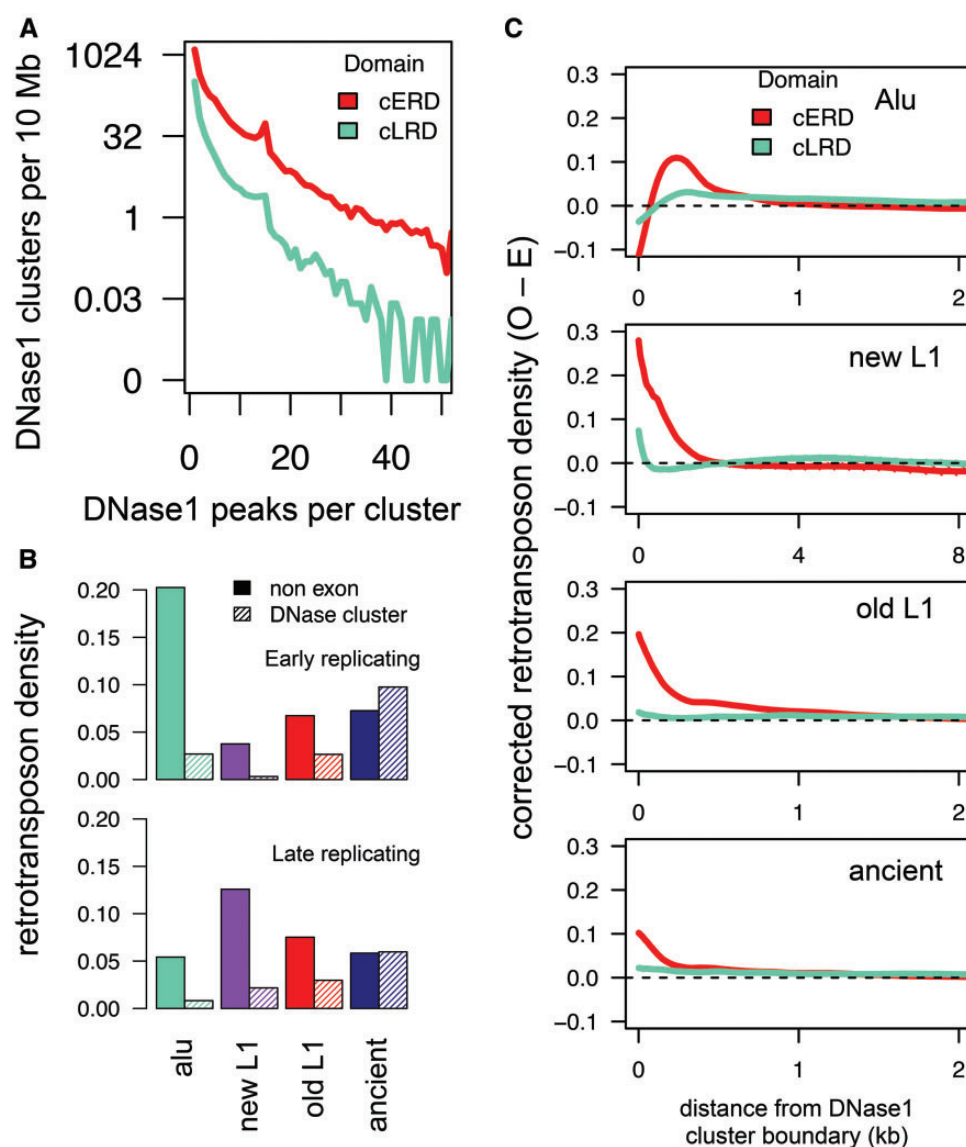 A
DNase1 clusters per 10 Mb
1024
32
1
0.03
0
Domain
cERD
cLRD
0
20
40
DNase1 peaks per cluster
B
retrotransposon density
0.20
0.15
0.10
0.05
0.00
non exon
DNase cluster
Early replicating
0.20
0.15
0.10
0.05
0.00
Late replicating
alu
new L1
old L1
ancient
C
corrected retrotransposon density (O – E)
0.3
0.2
0.1
0.0
−0.1
Domain
cERD
cLRD
Alu
0
1
2
0.3
0.2
0.1
0.0
−0.1
new L1
0
4
8
0.3
0.2
0.1
0.0
−0.1
old L1
0
1
2
0.3
0.2
0.1
0.0
−0.1
ancient
0
1
2
distance from DNase1
cluster boundary (kb)